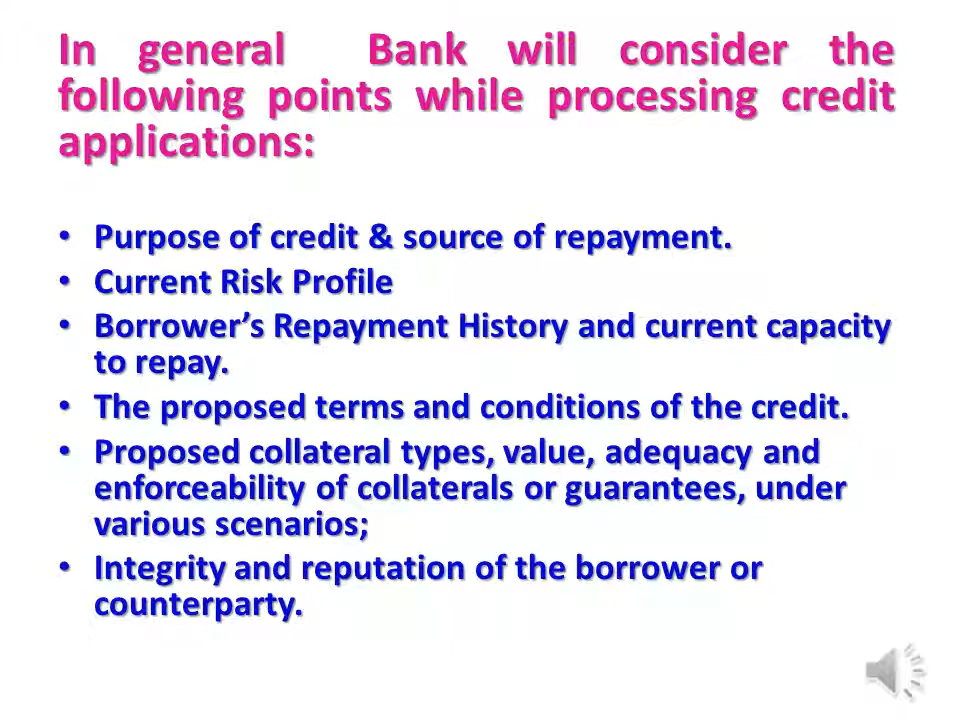 In general Bank will consider the
following points while processing credit
applications:
• Purpose of credit & source of repayment.
• Current Risk Profile
• Borrower’s Repayment History and current capacity
to repay.
• The proposed terms and conditions of the credit.
• Proposed collateral types, value, adequacy and
enforceability of collaterals or guarantees, under
various scenarios;
• Integrity and reputation of the borrower or
counterparty.